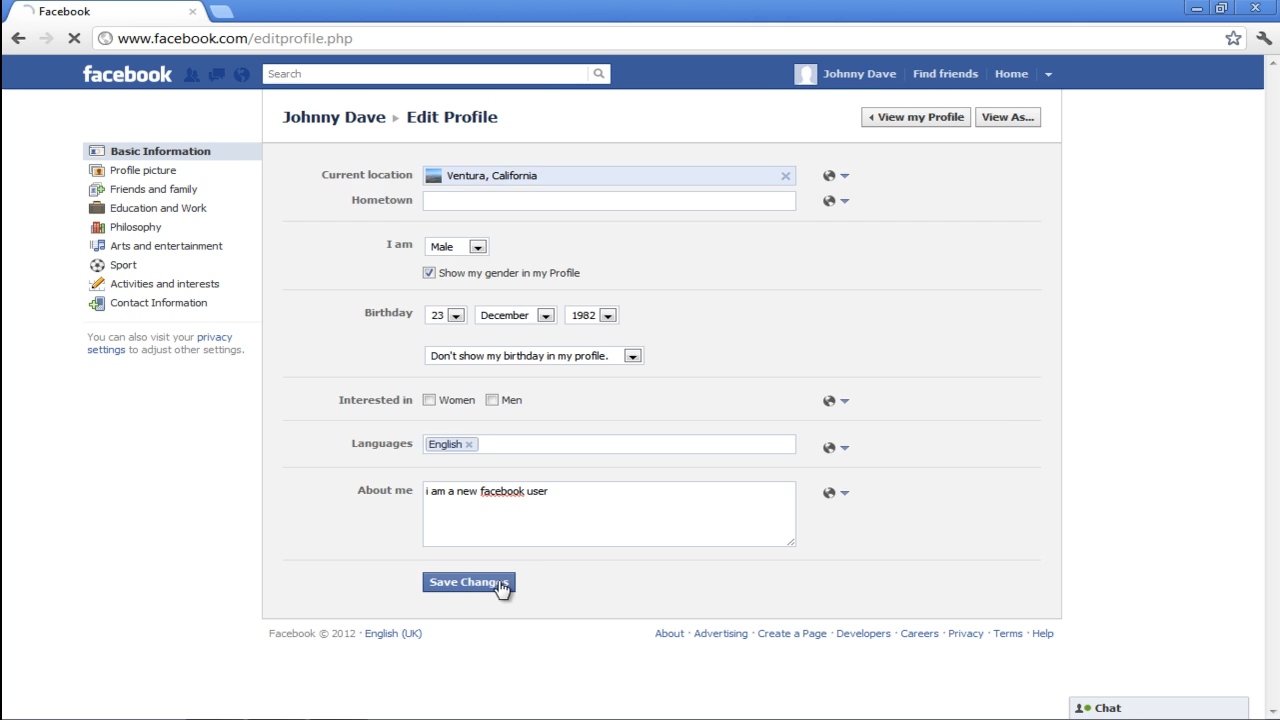 Facebook
www.facebook.com/editprofile.php
facebook
Search
Johnny Dave
Find friends
Home
Johnny Dave ▸ Edit Profile
View my Profile
View As...
Basic Information
Profile picture
Friends and family
Education and Work
Philosophy
Arts and entertainment
Sport
Activities and interests
Contact Information
You can also visit your privacy
settings to adjust other settings.
Current location
Ventura, California
Hometown
I am
Male
Show my gender in my Profile
Birthday
23
December
1982
Don't show my birthday in my profile.
Interested in
Women
Men
Languages
English
About me
i am a new facebook user
Save Changes
Facebook © 2012 · English (UK)
About · Advertising · Create a Page · Developers · Careers · Privacy · Terms · Help
Chat